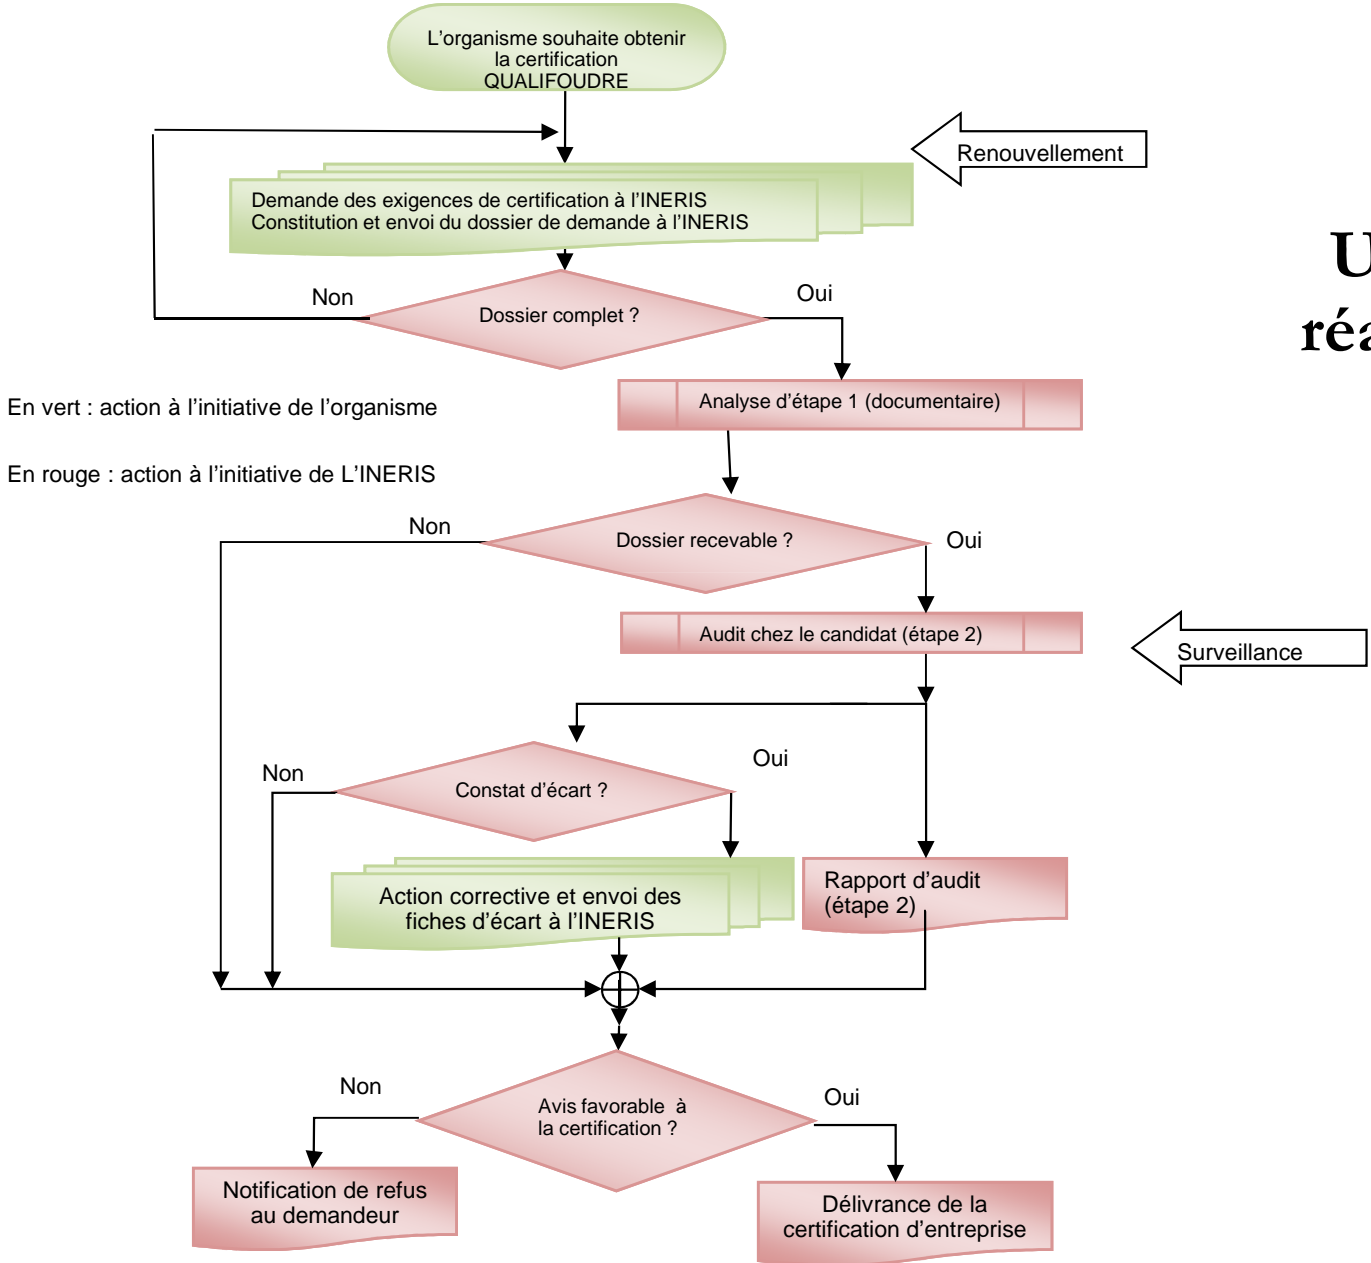 L'organisme souhaite obtenir
la certification
QUALIFOUDRE
Renouvellement
Demande des exigences de certification à l'INERIS
Constitution et envoi du dossier de demande à l'INERIS
Non
Dossier complet ?
Oui
En vert : action à l'initiative de l'organisme
Analyse d'étape 1 (documentaire)
En rouge : action à l'initiative de L'INERIS
Non
Dossier recevable ?
Oui
Audit chez le candidat (étape 2)
Surveillance
Non
Constat d'écart ?
Oui
Action corrective et envoi des
fiches d'écart à l'INERIS
Rapport d'audit
(étape 2)
Non
Avis favorable à
la certification ?
Oui
Notification de refus
au demandeur
Délivrance de la
certification d'entreprise